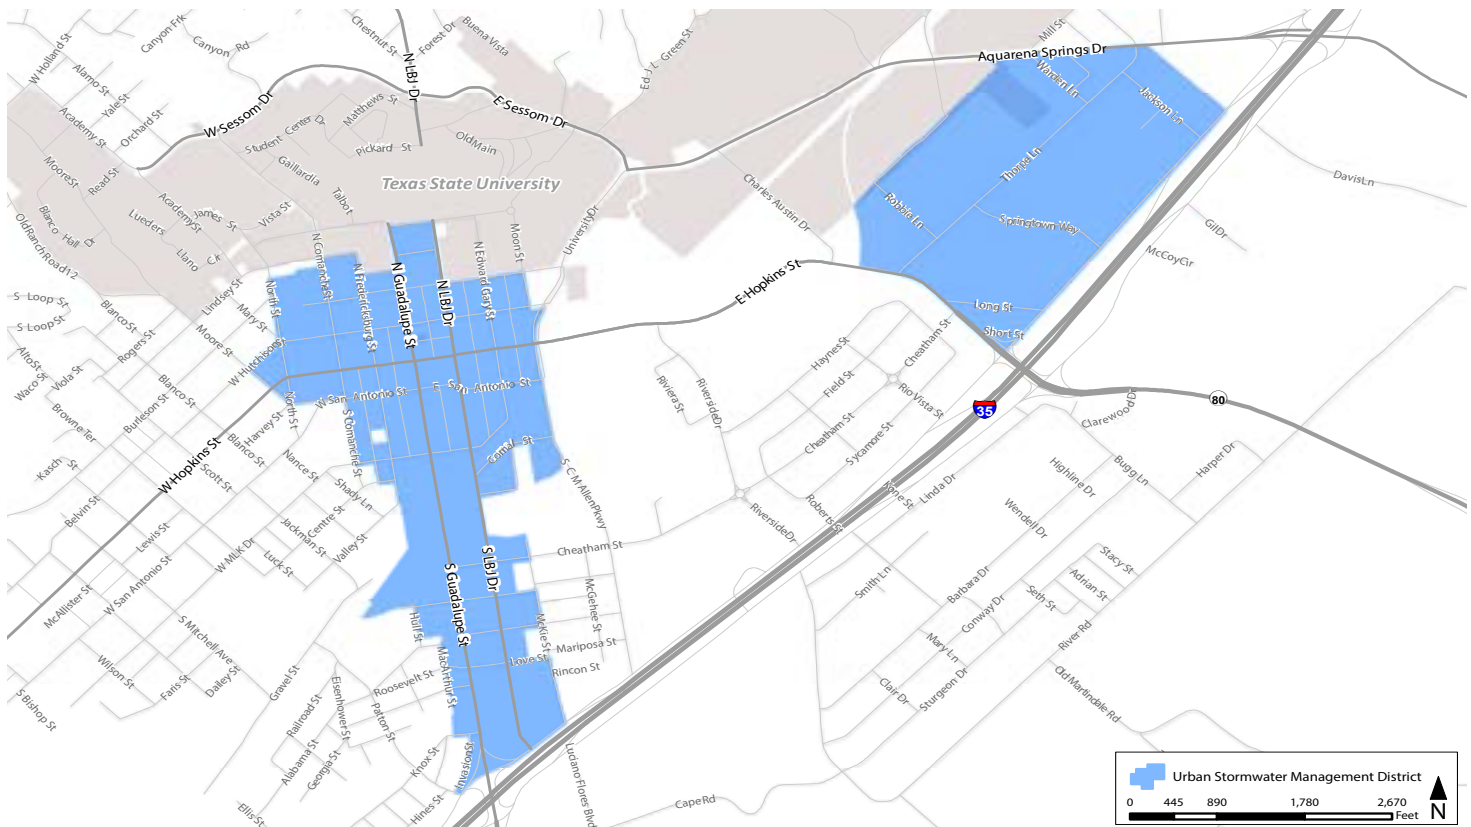 Canyon Frk
Canyon Rd
Chestnut St
Forest Dr
Buena Vista
N LBJ Dr
Ed J L Green St
Mill St
Aquarena Springs Dr
W Holland St
Alamo St
Yale St
Academy St
Orchard St
W Sessom Dr
Student Center Dr
Matthews St
E Sessom Dr
Pickard St
Old Main
Gaillardia
Talbot
Texas State University
Warden Ln
Jackson Ln
Thorpe Ln
Robbie Ln
Springtown Way
Davis Ln
Gil Dr
McCoy Cir
Charles Austin Dr
Moore St
Read St
Academy St
James St
Lueders
Vista St
Llano Cir
Blanco Hall Dr
Old Ranch Road 12
University Dr
Moon St
N Edward Gary St
N Comanche St
N Fredericksburg St
N Guadalupe St
N LBJ Dr
E Hopkins St
Long St
Short St
S Loop St
S Loop St
Lindsey St
North St
Mary St
Moore St
W Hutchison St
Blanco St
Rogers St
Alto St
Waco St
Viola St
Blanco St
Browne Ter
Burleson St
North St
W San Antonio St
E San Antonio St
Harvey St
S Comanche St
Blanco St
Nance St
Comal St
Riviera St
Riverside Dr
Haynes St
Field St
Cheatham St
Rio Vista St
Cheatham St
Sycamore St
35
80
Clarewood Dr
Kasch St
W Hopkins St
Scott St
Shady Ln
S C M Allen Pkwy
Belvin St
Lewis St
Jackman St
Centre St
Valley St
Riverside Dr
Roberts St
Kone St
Linda Dr
Highline Dr
Bugg Ln
Harper Dr
Wendell Dr
W MLK Dr
Luck St
W San Antonio St
McAllister St
Cheatham St
S LBJ Dr
S Guadalupe St
McGehee St
Smith Ln
Barbara Dr
Stacy St
Adrian St
Seth St
Conway Dr
S Mitchell Ave
Hull St
McKie St
Mariposa St
Love St
Rincon St
Mary Ln
River Rd
Wilson St
Faris St
Dailey St
Gravel St
Roosevelt St
MacArthur St
Clair Dr
Sturgeon Dr
Old Martindale Rd
S Bishop St
Eisenhower St
Patton St
Railroad St
Alabama St
Georgia St
Knox St
Invasion St
Hines St
Ellis St
Luciano Flores Blvd
Cape Rd
Urban Stormwater Management District
0 445 890 1,780 2,670
Feet
N